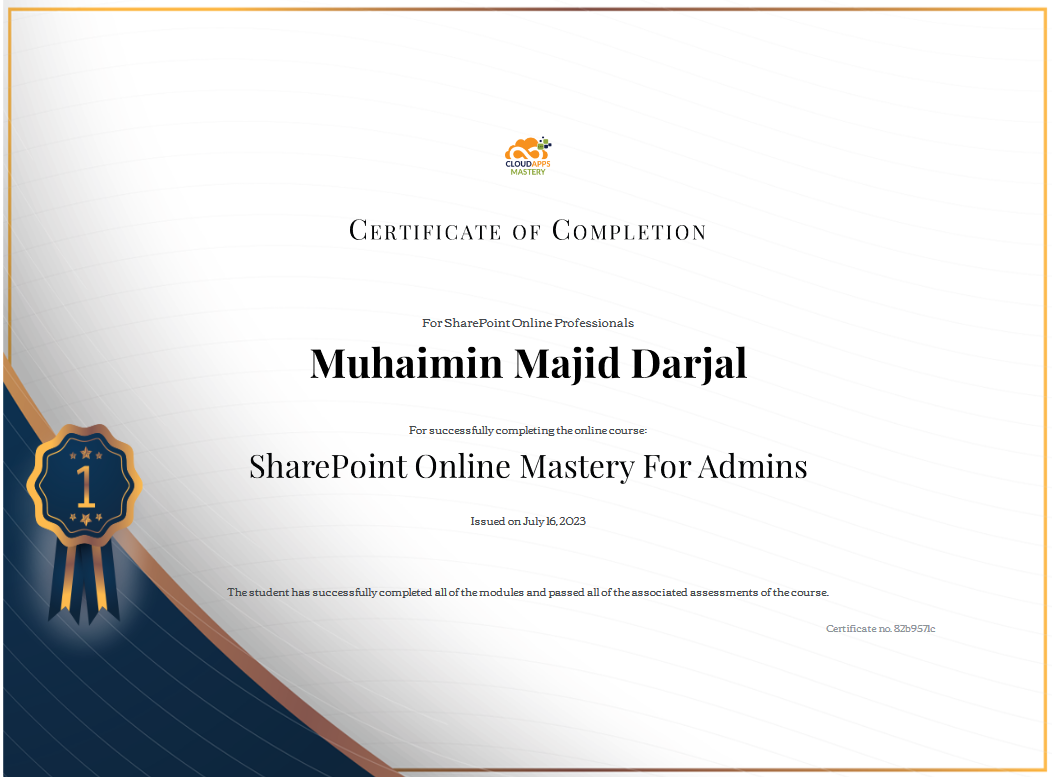 CLOUDAPPS
MASTERY
Certificate of Completion
For SharePoint Online Professionals
Muhaimin Majid Darjal
For successfully completing the online course:
SharePoint Online Mastery For Admins
1
Issued on July 16, 2023
The student has successfully completed all of the modules and passed all of the associated assessments of the course.
Certificate no. 82b9571c